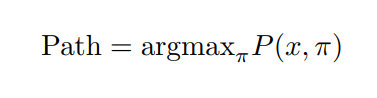 Path = argmax_π P(x, π)